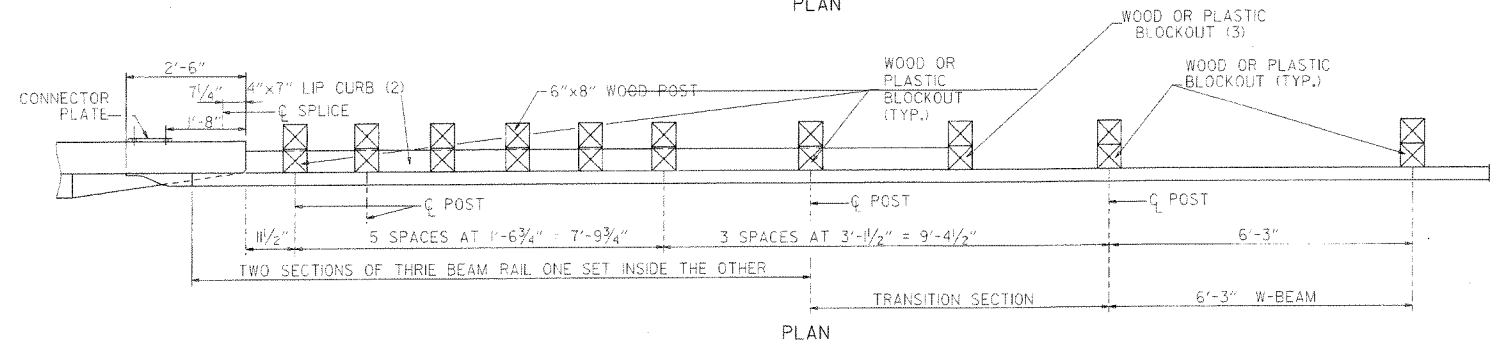 PLAN
WOOD OR PLASTIC
BLOCKOUT (3)
WOOD OR
PLASTIC
BLOCKOUT
(TYP.)
WOOD OR PLASTIC
BLOCKOUT (TYP.)
2'-6"
CONNECTOR
PLATE
7 1/4"
4"x7" LIP CURB (2)
℄ SPLICE
1'-8"
6"x8" WOOD POST
℄ POST
℄ POST
℄ POST
11 1/2"
5 SPACES AT 1'-6 3/4" = 7'-9 3/4"
3 SPACES AT 3'-1 1/2" = 9'-4 1/2"
6'-3"
TWO SECTIONS OF THRIE BEAM RAIL ONE SET INSIDE THE OTHER
TRANSITION SECTION
6'-3" W-BEAM
PLAN